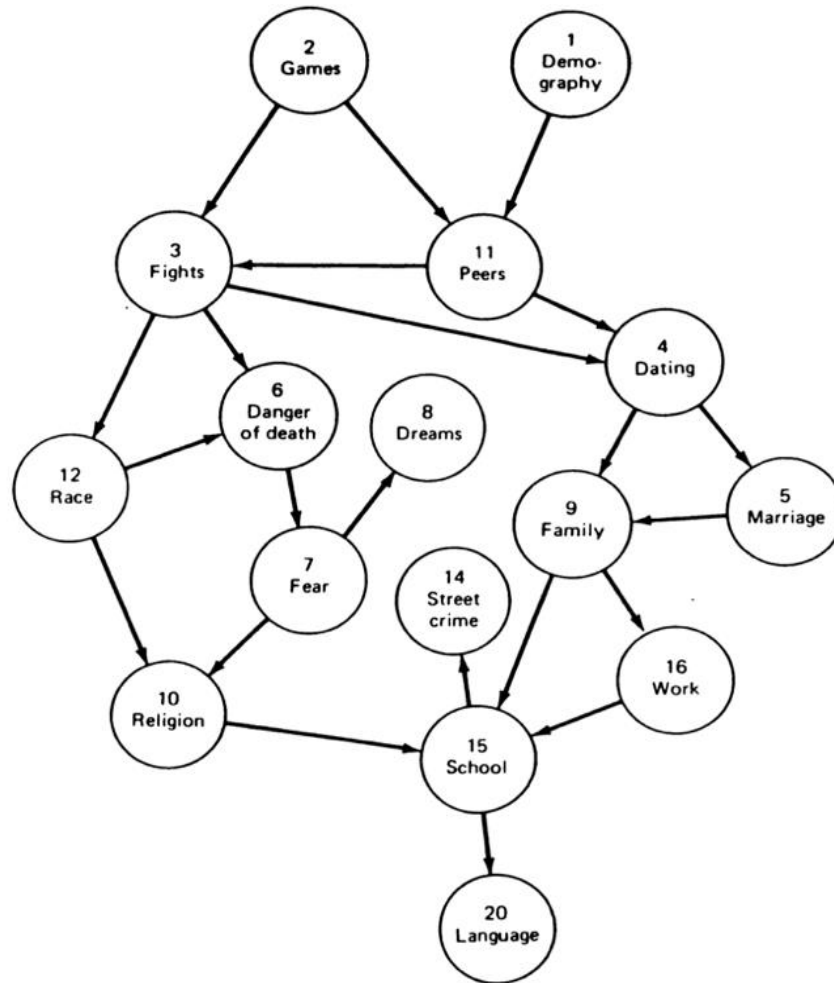 2
Games
1
Demo-
graphy
3
Fights
11
Peers
4
Dating
6
Danger
of death
8
Dreams
12
Race
9
Family
5
Marriage
7
Fear
14
Street
crime
16
Work
10
Religion
15
School
20
Language